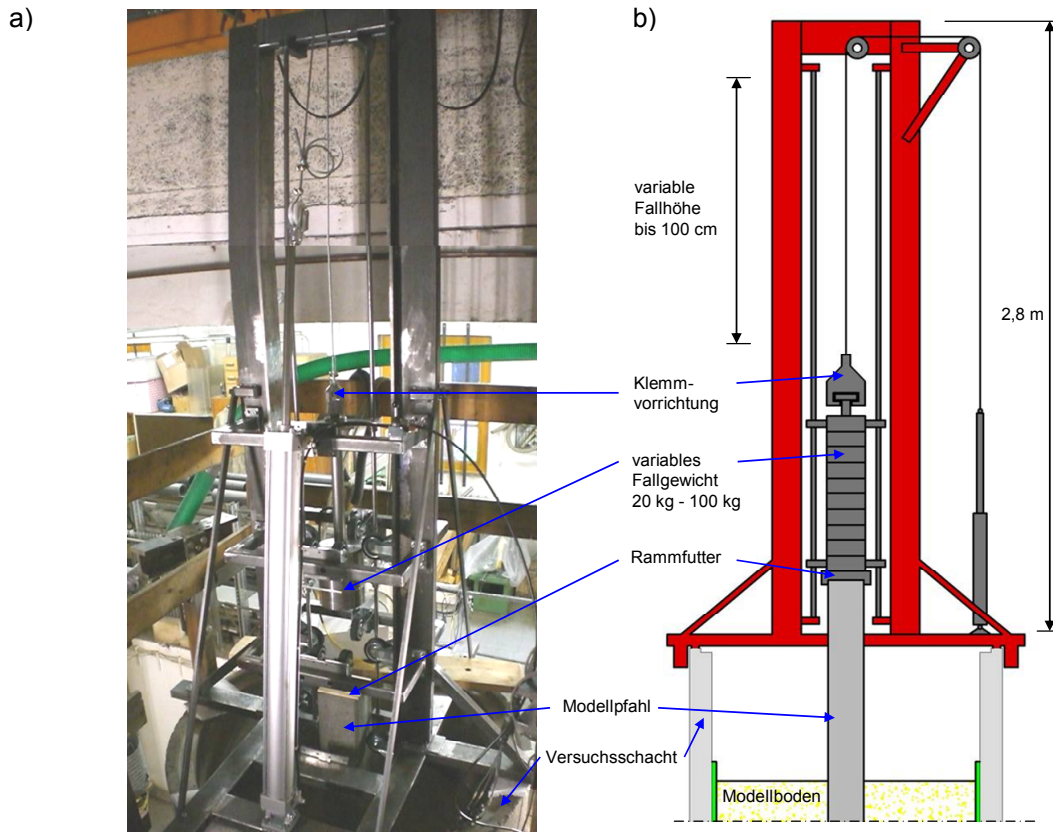 a)
b)
variable
Fallhöhe
bis 100 cm
2,8 m
Klemm-
vorrichtung
variables
Fallgewicht
20 kg - 100 kg
Rammfutter
Modellpfahl
Versuchsschacht
Modellboden